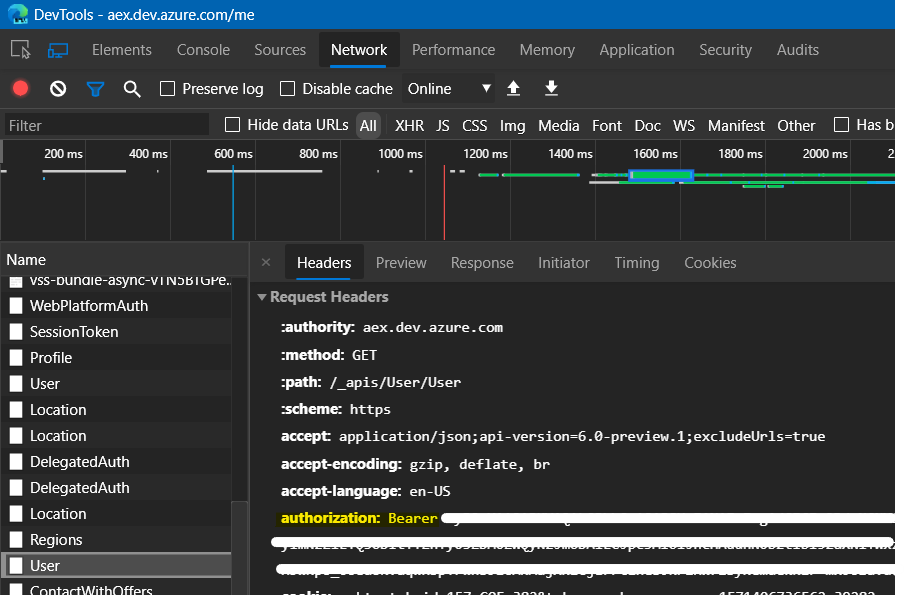 DevTools - aex.dev.azure.com/me
Elements Console Sources Network Performance Memory Application Security Audits
Preserve log Disable cache Online
Filter Hide data URLs All XHR JS CSS Img Media Font Doc WS Manifest Other Has b
200 ms 400 ms 600 ms 800 ms 1000 ms 1200 ms 1400 ms 1600 ms 1800 ms 2000 ms 2
Name
× Headers Preview Response Initiator Timing Cookies
vss-bundle-async-v
WebPlatformAuth
SessionToken
Profile
User
Location
Location
DelegatedAuth
DelegatedAuth
Location
Regions
User
ContactWithOffers
Request Headers
:authority: aex.dev.azure.com
:method: GET
:path: /_apis/User/User
:scheme: https
accept: application/json;api-version=6.0-preview.1;excludeUrls=true
accept-encoding: gzip, deflate, br
accept-language: en-US
authorization: Bearer
cookie: